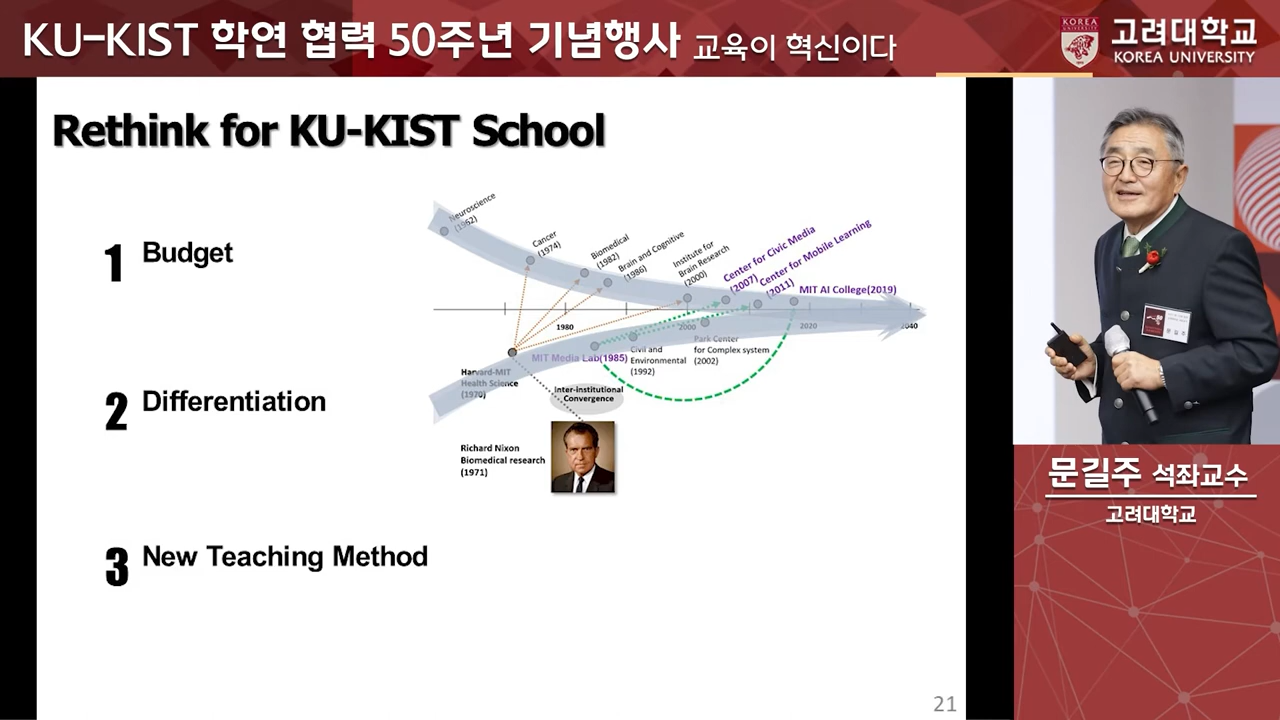 KU-KIST 학연 협력 50주년 기념행사 교육이 혁신이다
KOREA UNIVERSITY
고려대학교
KOREA UNIVERSITY
Rethink for KU-KIST School
1 Budget
2 Differentiation
3 New Teaching Method
Neuroscience
(1962)
Cancer
(1974)
Biomedical
(1982)
Brain and Cognitive
(1986)
Institute for
Brain Research
(2000)
Center for Civic Media
(2007)
Center for Mobile Learning
(2011)
MIT AI College(2019)
1980
2000
2020
2040
MIT Media Lab(1985)
Civil and
Environmental
(1992)
Park Center
for Complex system
(2002)
Harvard-MIT
Health Science
(1970)
Inter-institutional
Convergence
Richard Nixon
Biomedical research
(1971)
21
문길주 석좌교수
고려대학교